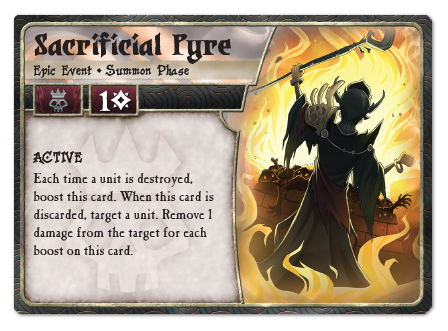 Sacrificial Pyre
Epic Event • Summon Phase
1
ACTIVE
Each time a unit is destroyed,
boost this card. When this card is
discarded, target a unit. Remove 1
damage from the target for each
boost on this card.